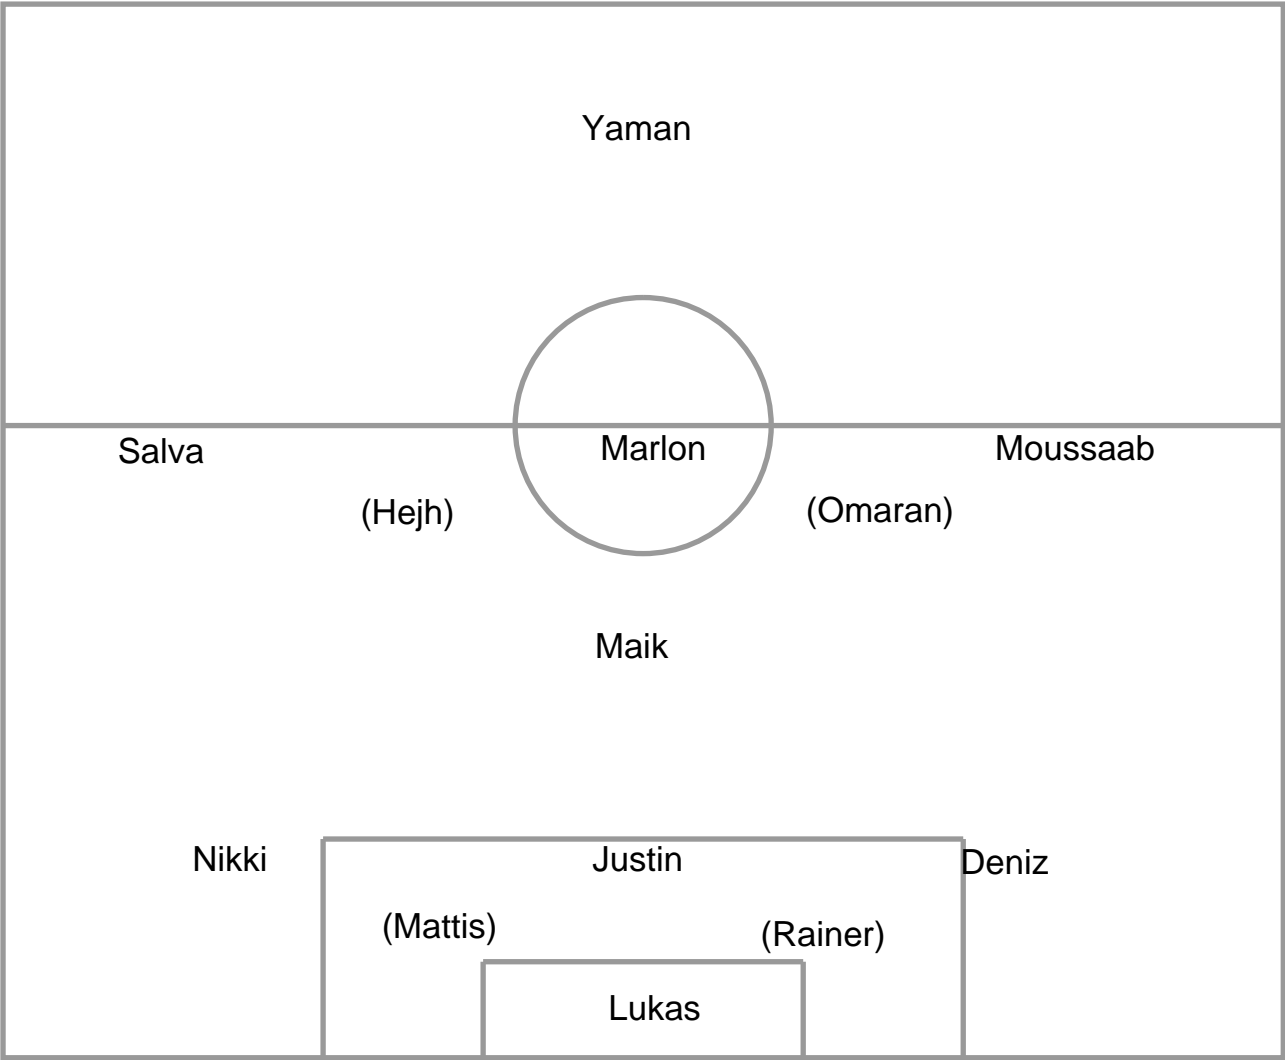 Yaman
Salva Marlon Moussaab
(Hejh) (Omaran)
Maik
Nikki Justin Deniz
(Mattis) (Rainer)
Lukas